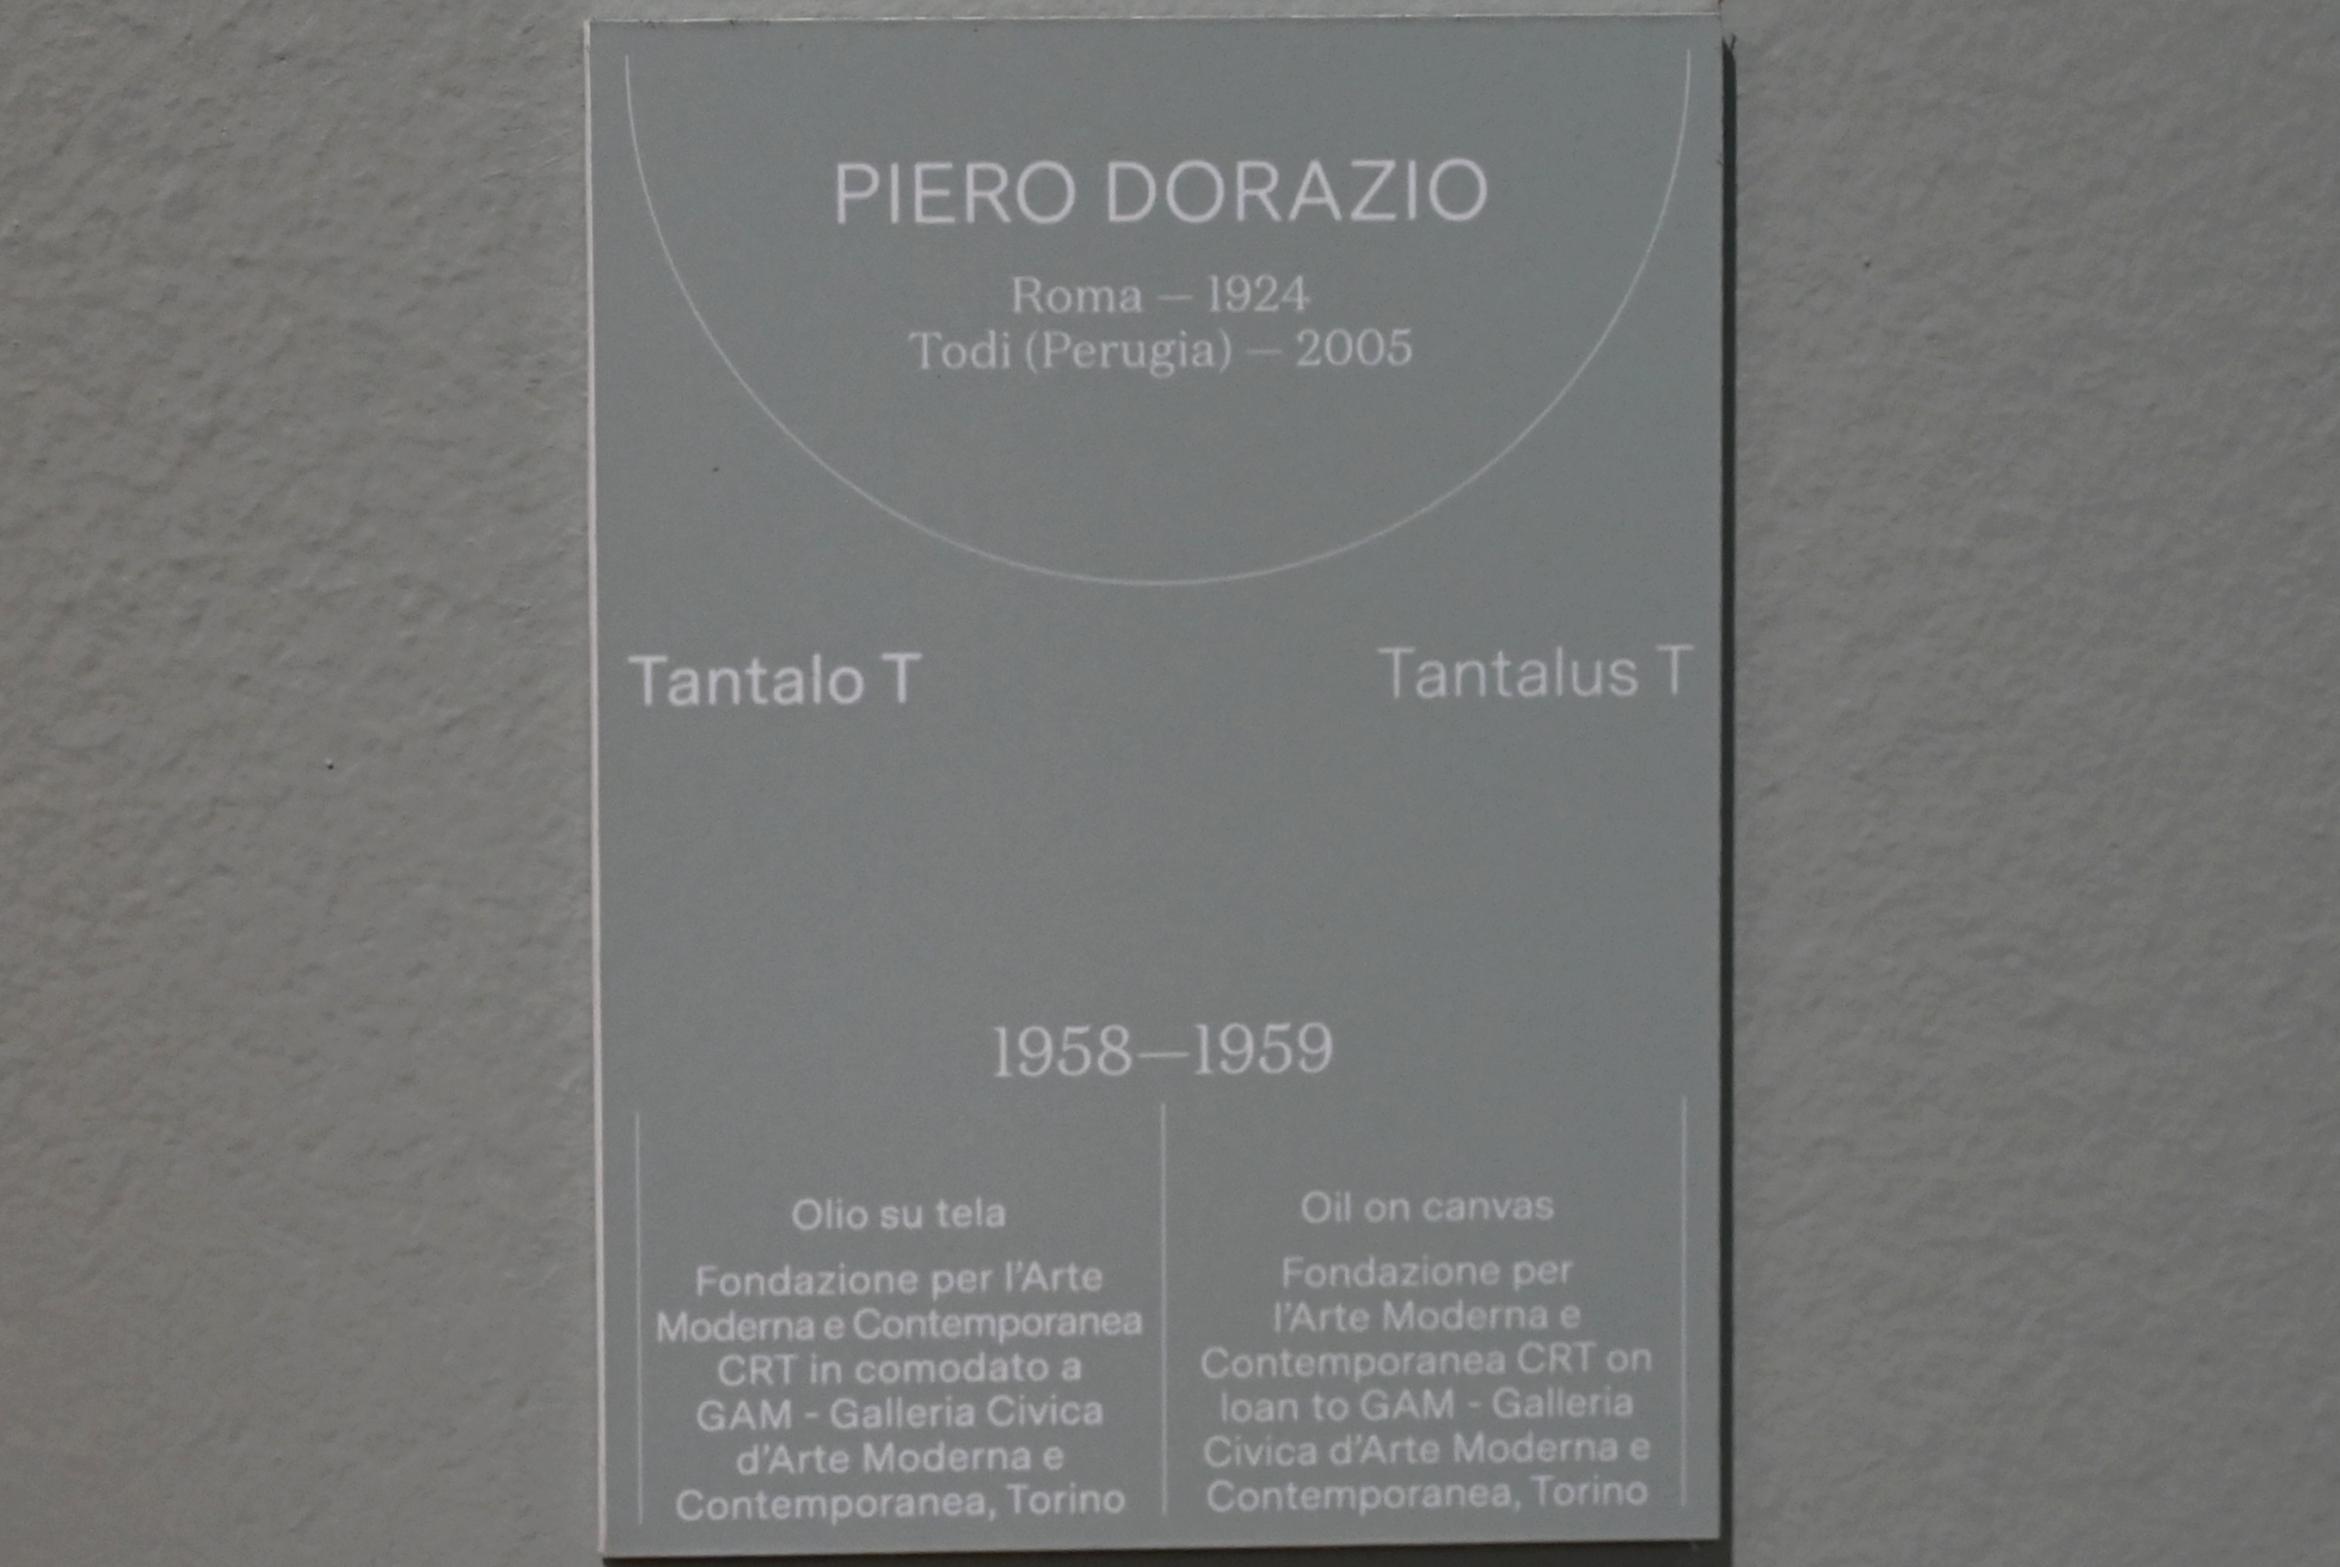 PIERO DORAZIO
Roma — 1924
Todi (Perugia) — 2005
Tantalo T
Tantalus T
1958—1959
Olio su tela
Fondazione per l'Arte
Moderna e Contemporanea
CRT in comodato a
GAM - Galleria Civica
d'Arte Moderna e
Contemporanea, Torino
Oil on canvas
Fondazione per
l'Arte Moderna e
Contemporanea CRT on
loan to GAM - Galleria
Civica d'Arte Moderna e
Contemporanea, Torino